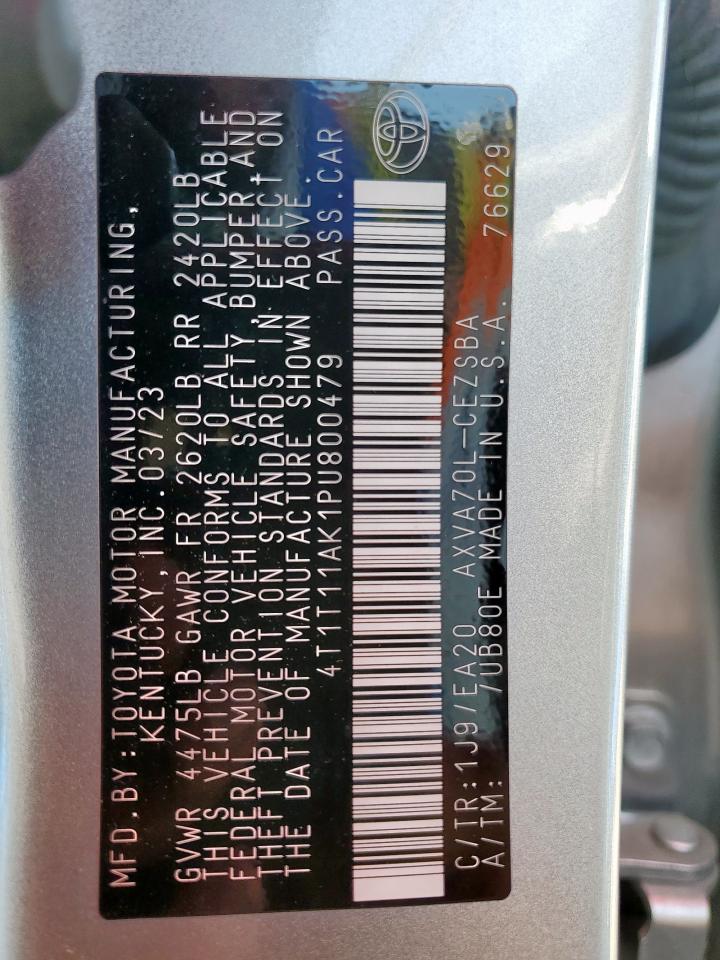 MFD.BY:TOYOTA MOTOR MANUFACTURING,
KENTUCKY,INC.03/23
GVWR 4475LB GAWR FR 2620LB RR 2420LB
THIS VEHICLE CONFORMS TO ALL APPLICABLE
FEDERAL MOTOR VEHICLE SAFETY BUMPER,AND
THEFT PREVENTION STANDARDS IN EFFECT ON
THE DATE OF MANUFACTURE SHOWN ABOVE.
4T1T11AK1PU800479 PASS.CAR
C/TR:1J9/EA20 AXVA70L-CEZSBA
A/TM: 7UB80E MADE IN U.S.A. 76629